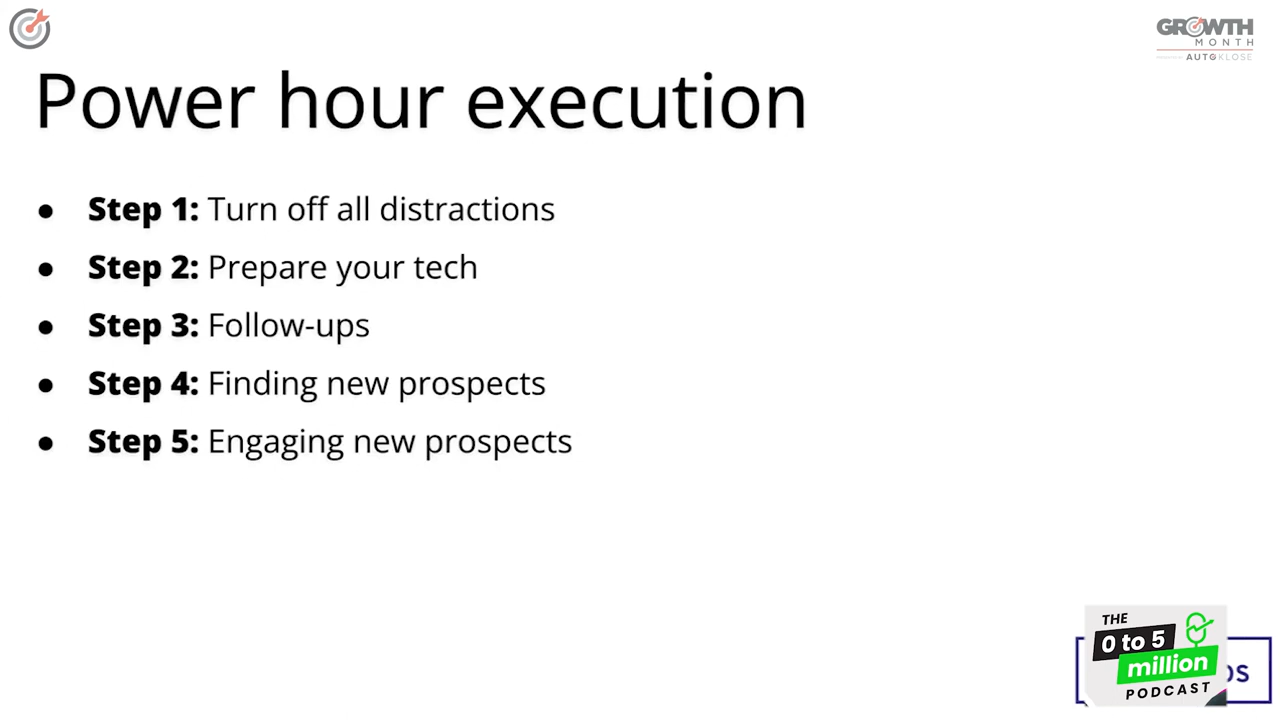 GROWTH
MONTH
AUTOKLOSE
Power hour execution
● Step 1: Turn off all distractions
● Step 2: Prepare your tech
● Step 3: Follow-ups
● Step 4: Finding new prospects
● Step 5: Engaging new prospects
THE
0 to 5
million
PODCAST